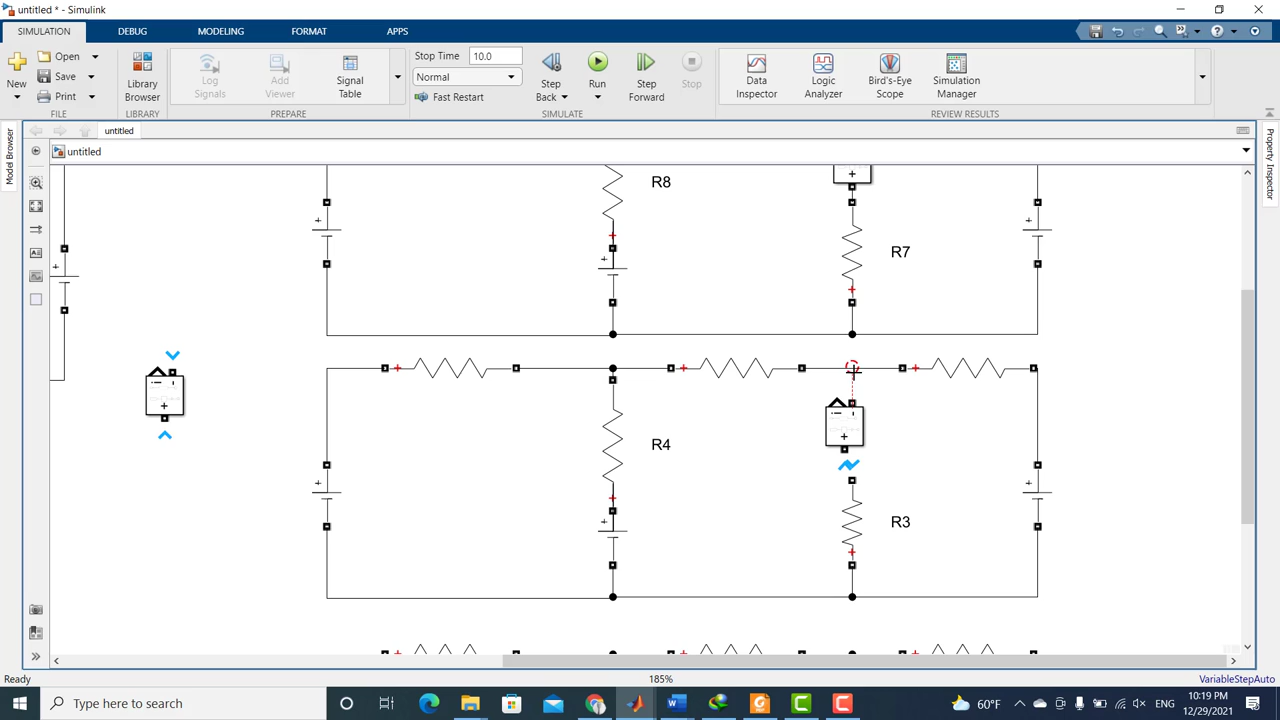 untitled * - Simulink
SIMULATION DEBUG MODELING FORMAT APPS
New
Open
Save
Print
FILE
Library Browser
LIBRARY
Log Signals
Add Viewer
Signal Table
PREPARE
Stop Time 10.0
Normal
Fast Restart
Step Back
Run
Step Forward
Stop
SIMULATE
Data Inspector
Logic Analyzer
Bird's-Eye Scope
Simulation Manager
REVIEW RESULTS
Model Browser
untitled
untitled
Property Inspector
R8
R7
R4
R3
Ready 185% VariableStepAuto
Type here to search
60°F
ENG
10:19 PM
12/29/2021